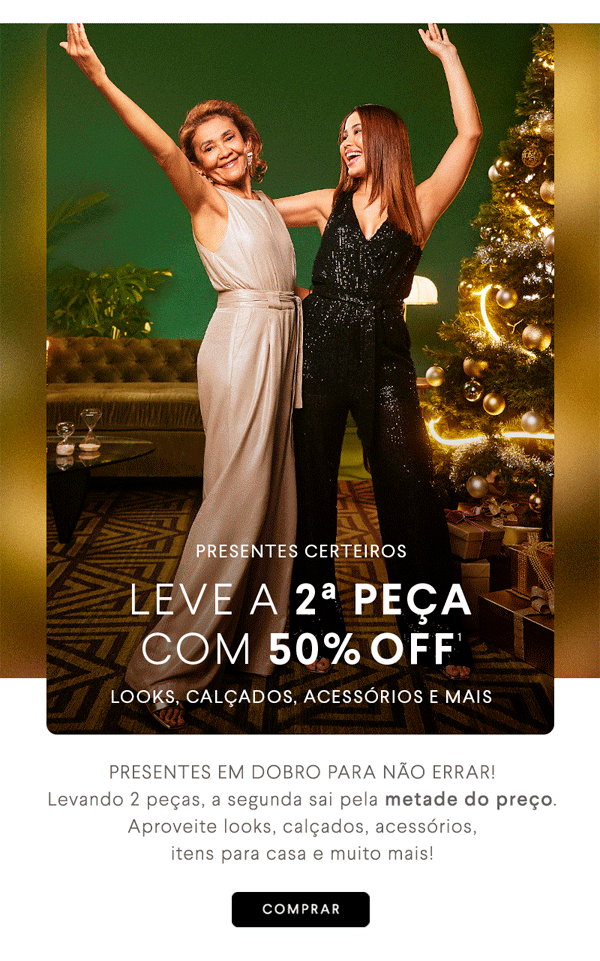 PRESENTES CERTEIROS
LEVE A 2ª PEÇA
COM 50% OFF¹
LOOKS, CALÇADOS, ACESSÓRIOS E MAIS
PRESENTES EM DOBRO PARA NÃO ERRAR!
Levando 2 peças, a segunda sai pela metade do preço.
Aproveite looks, calçados, acessórios,
itens para casa e muito mais!
COMPRAR